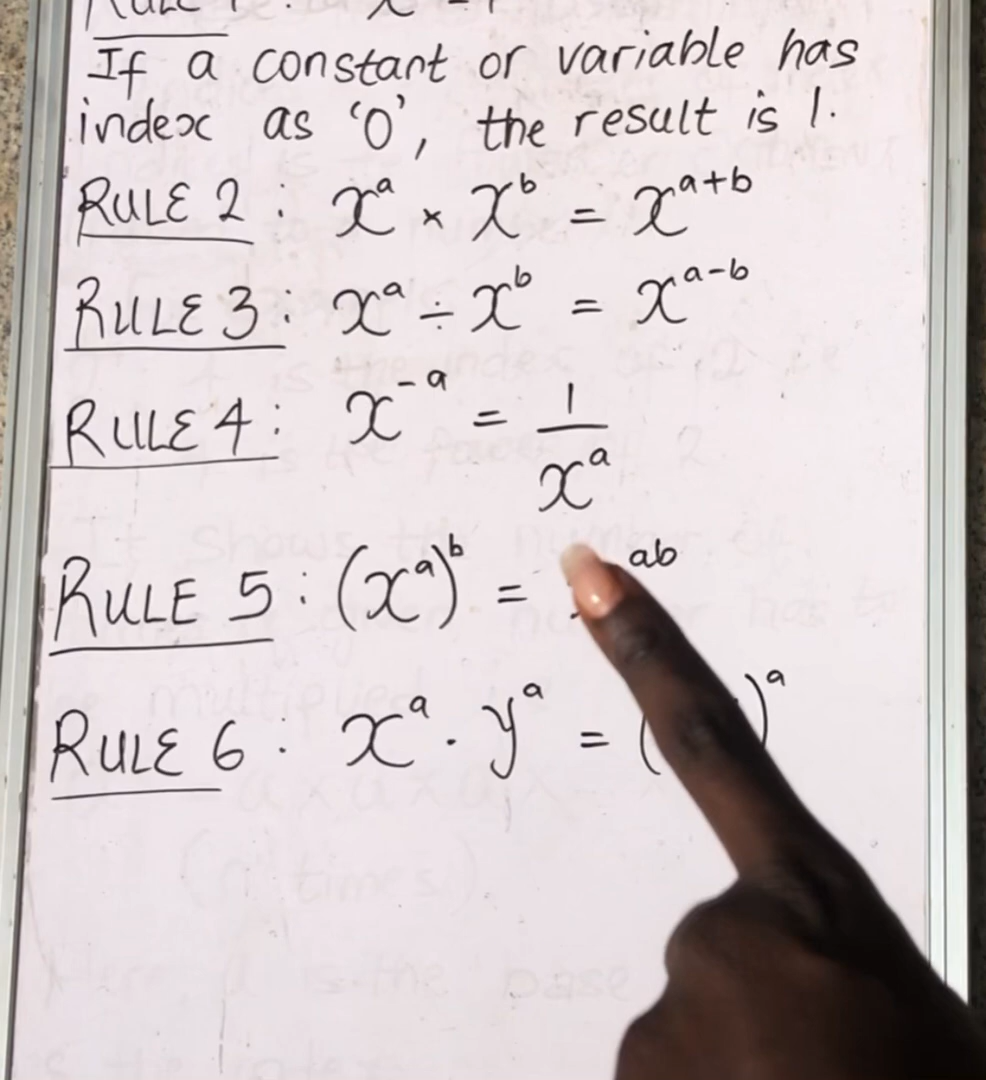 If a constant or variable has
index as ‘0’, the result is 1.
RULE 2 : x^a × x^b = x^(a+b)
RULE 3 : x^a ÷ x^b = x^(a-b)
RULE 4 : x^(-a) = 1/x^a
RULE 5 : (x^a)^b = ^(ab)
RULE 6 : x^a . y^a = ( )^a